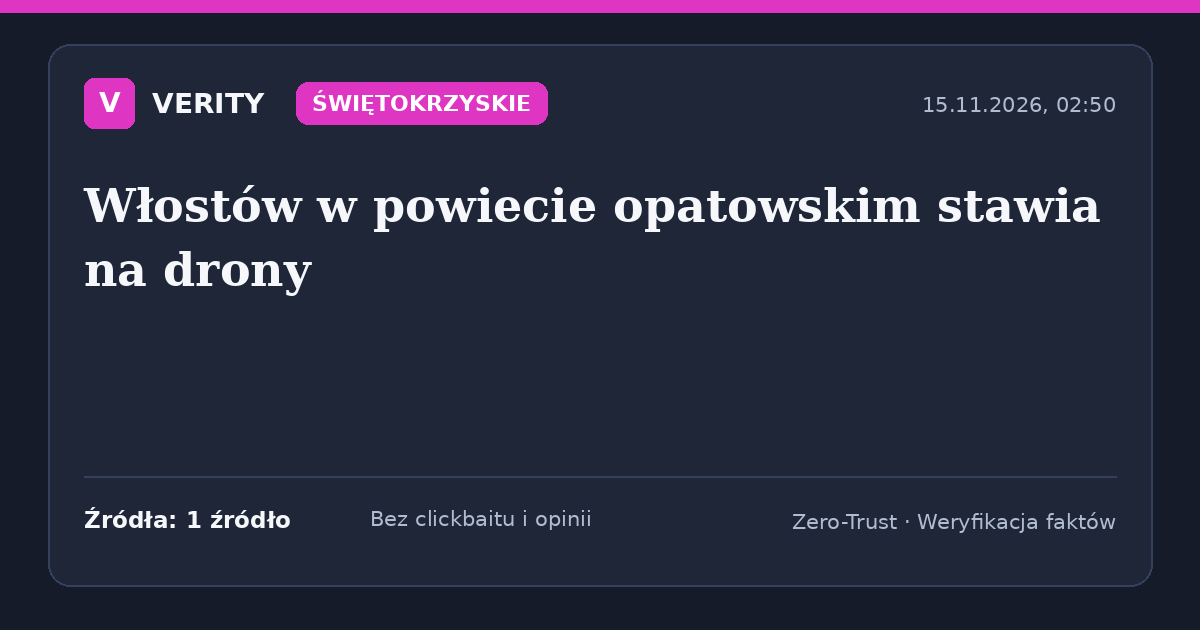 V VERITY ŚWIĘTOKRZYSKIE 15.11.2026, 02:50
Włostów w powiecie opatowskim stawia
na drony
Źródła: 1 źródło Bez clickbaitu i opinii Zero-Trust · Weryfikacja faktów